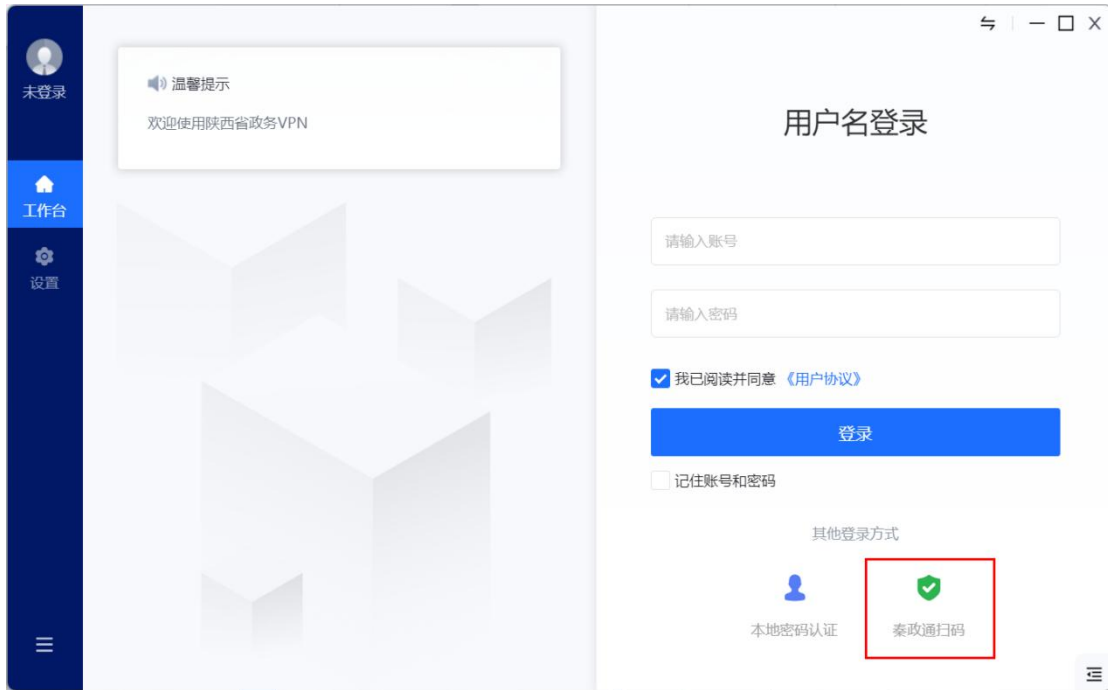 未登录
工作台
设置
温馨提示
欢迎使用陕西省政务VPN
用户名登录
请输入账号
请输入密码
我已阅读并同意 《用户协议》
登录
记住账号和密码
其他登录方式
本地密码认证
秦政通扫码